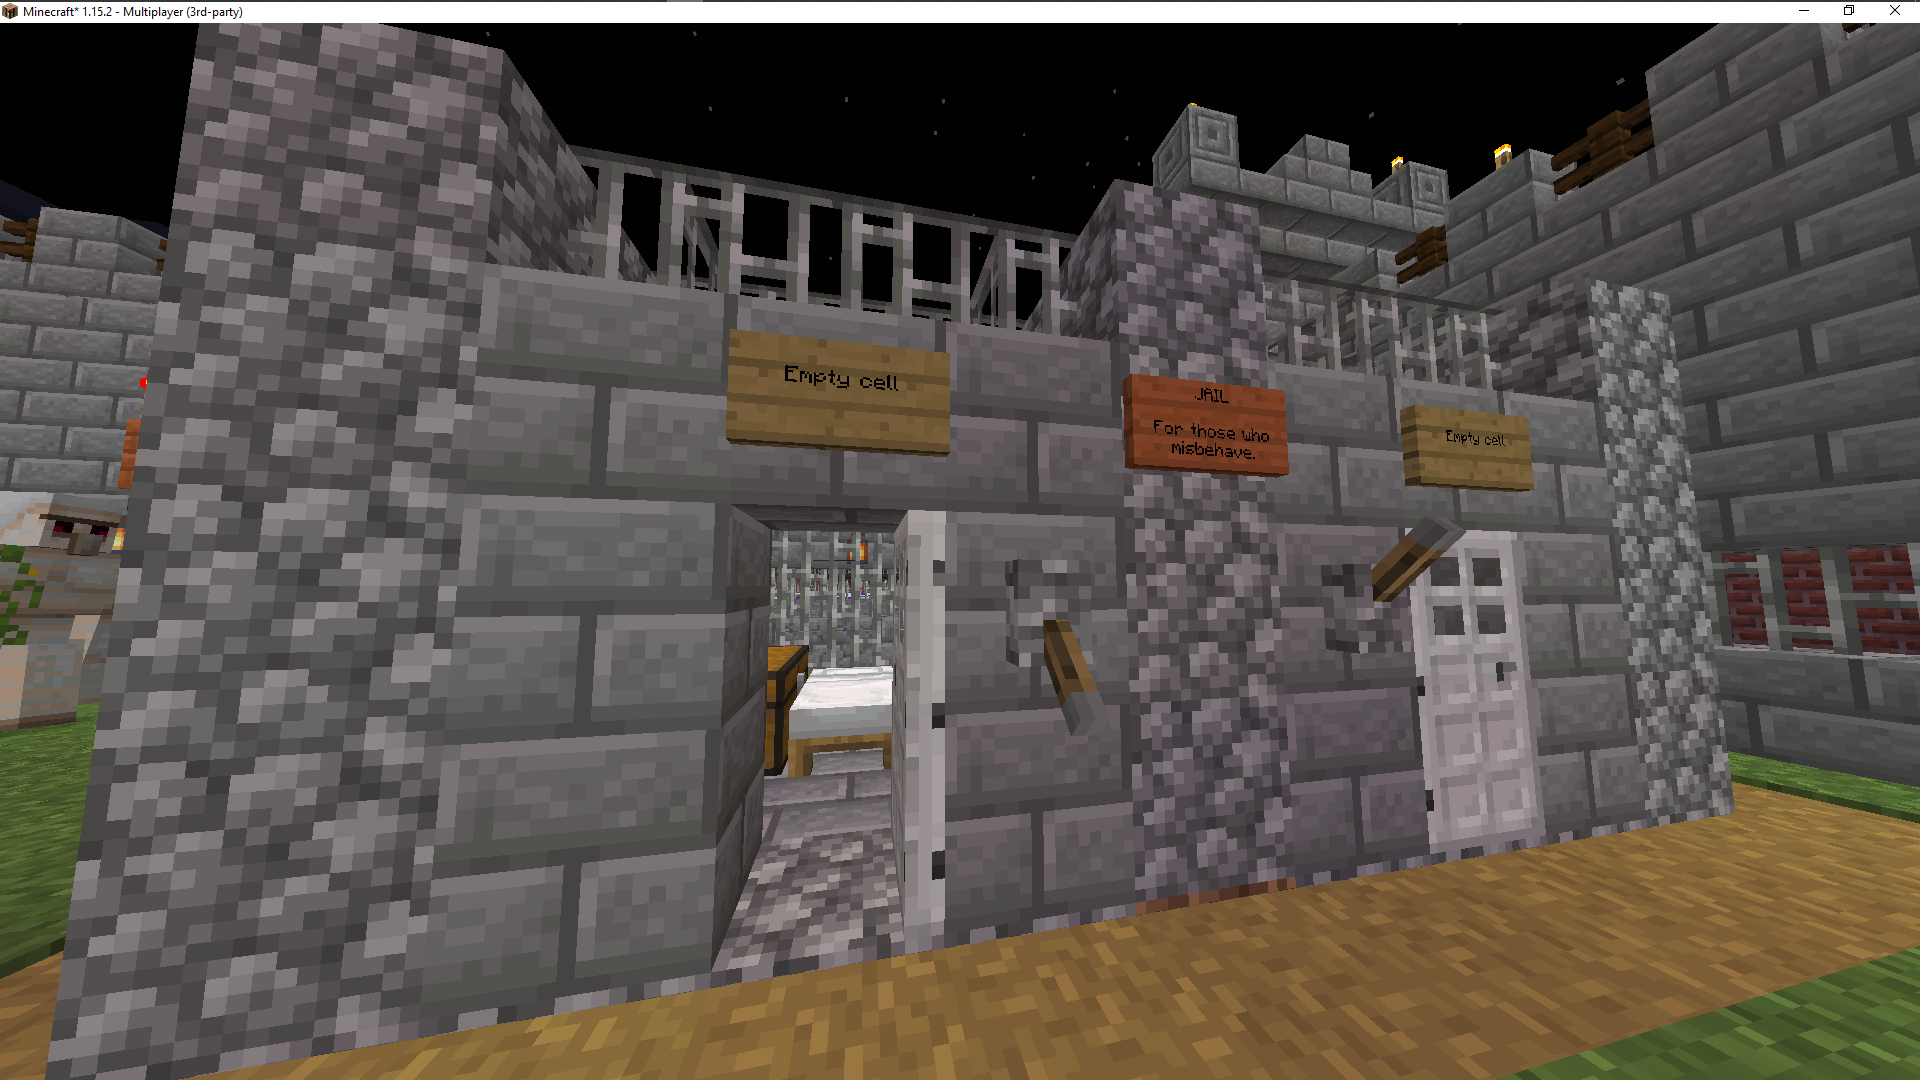 Minecraft* 1.15.2 - Multiplayer (3rd-party)
Empty cell
JAIL
For those who
misbehave.
Empty cell